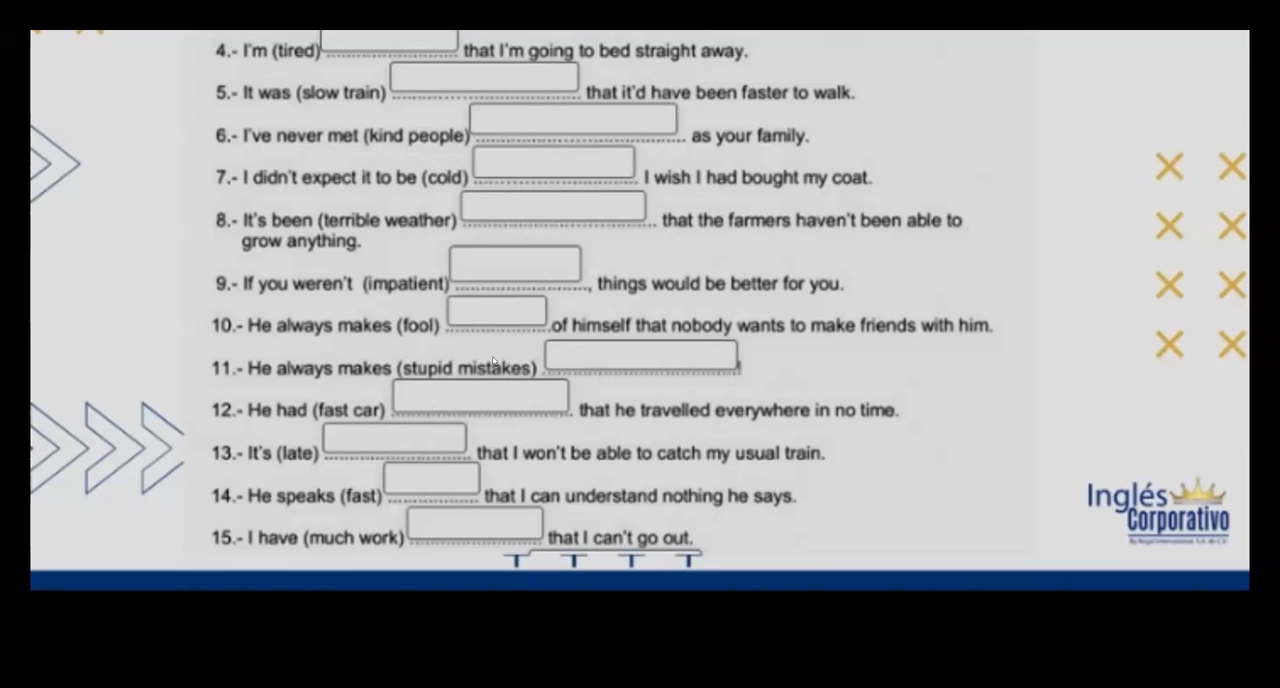 4.- I'm (tired) ........................ that I'm going to bed straight away.
5.- It was (slow train) .................................... that it'd have been faster to walk.
6.- I've never met (kind people) ........................................ as your family.
7.- I didn't expect it to be (cold) ............................... I wish I had bought my coat.
8.- It's been (terrible weather) .................................... that the farmers haven't been able to
grow anything.
9.- If you weren't (impatient) ........................., things would be better for you.
10.- He always makes (fool) ................... of himself that nobody wants to make friends with him.
11.- He always makes (stupid mistakes) .....................................!
12.- He had (fast car) .................................. that he travelled everywhere in no time.
13.- It's (late) ........................... that I won't be able to catch my usual train.
14.- He speaks (fast) ................. that I can understand nothing he says.
15.- I have (much work) ......................... that I can't go out.
Inglés
Corporativo